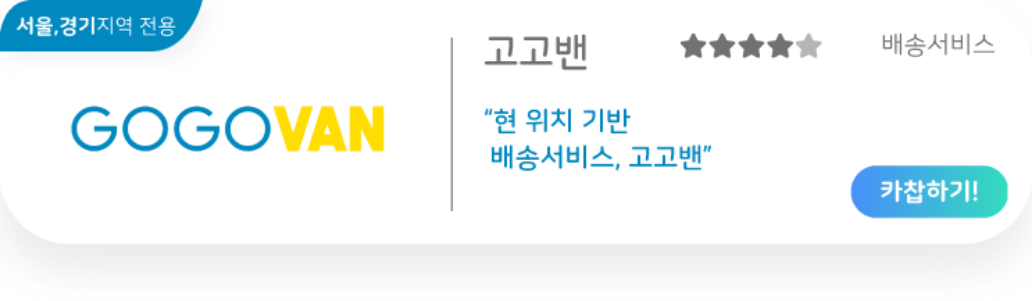 서울,경기지역 전용
GOGOVAN
고고밴
배송서비스
“현 위치 기반
배송서비스, 고고밴”
카찹하기!